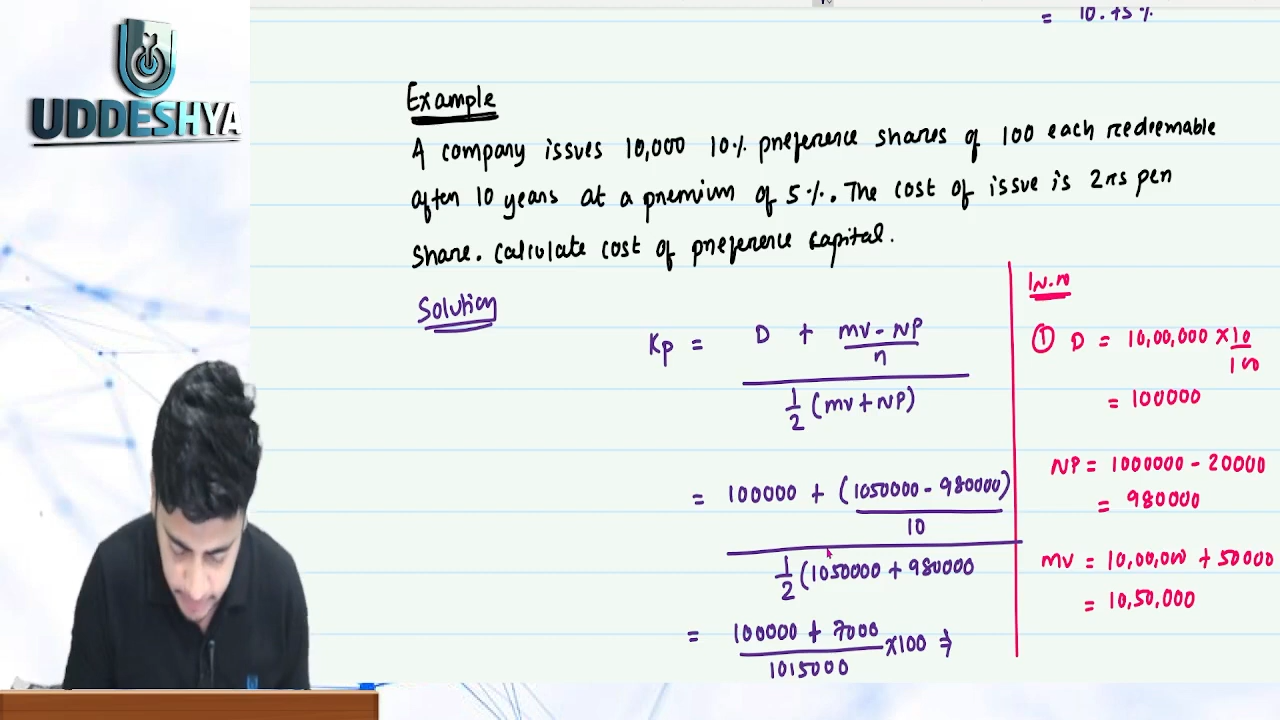 UDDESHYA
= 10.45%
Example
A company issues 10,000 10% preference shares of 100 each redeemable
after 10 years at a premium of 5%. The cost of issue is 2rs per
share. Calculate cost of preference capital.
Solution
Kp = D + mv - NP
n
1/2 (mv + NP)
= 100000 + (1050000 - 980000)
10
1/2 (1050000 + 980000
= 100000 + 7000
1015000 ×100 ⇒
W.N
① D = 10,00,000 × 10
100
= 100000
NP = 1000000 - 20000
= 980000
mv = 10,00,000 + 50000
= 10,50,000